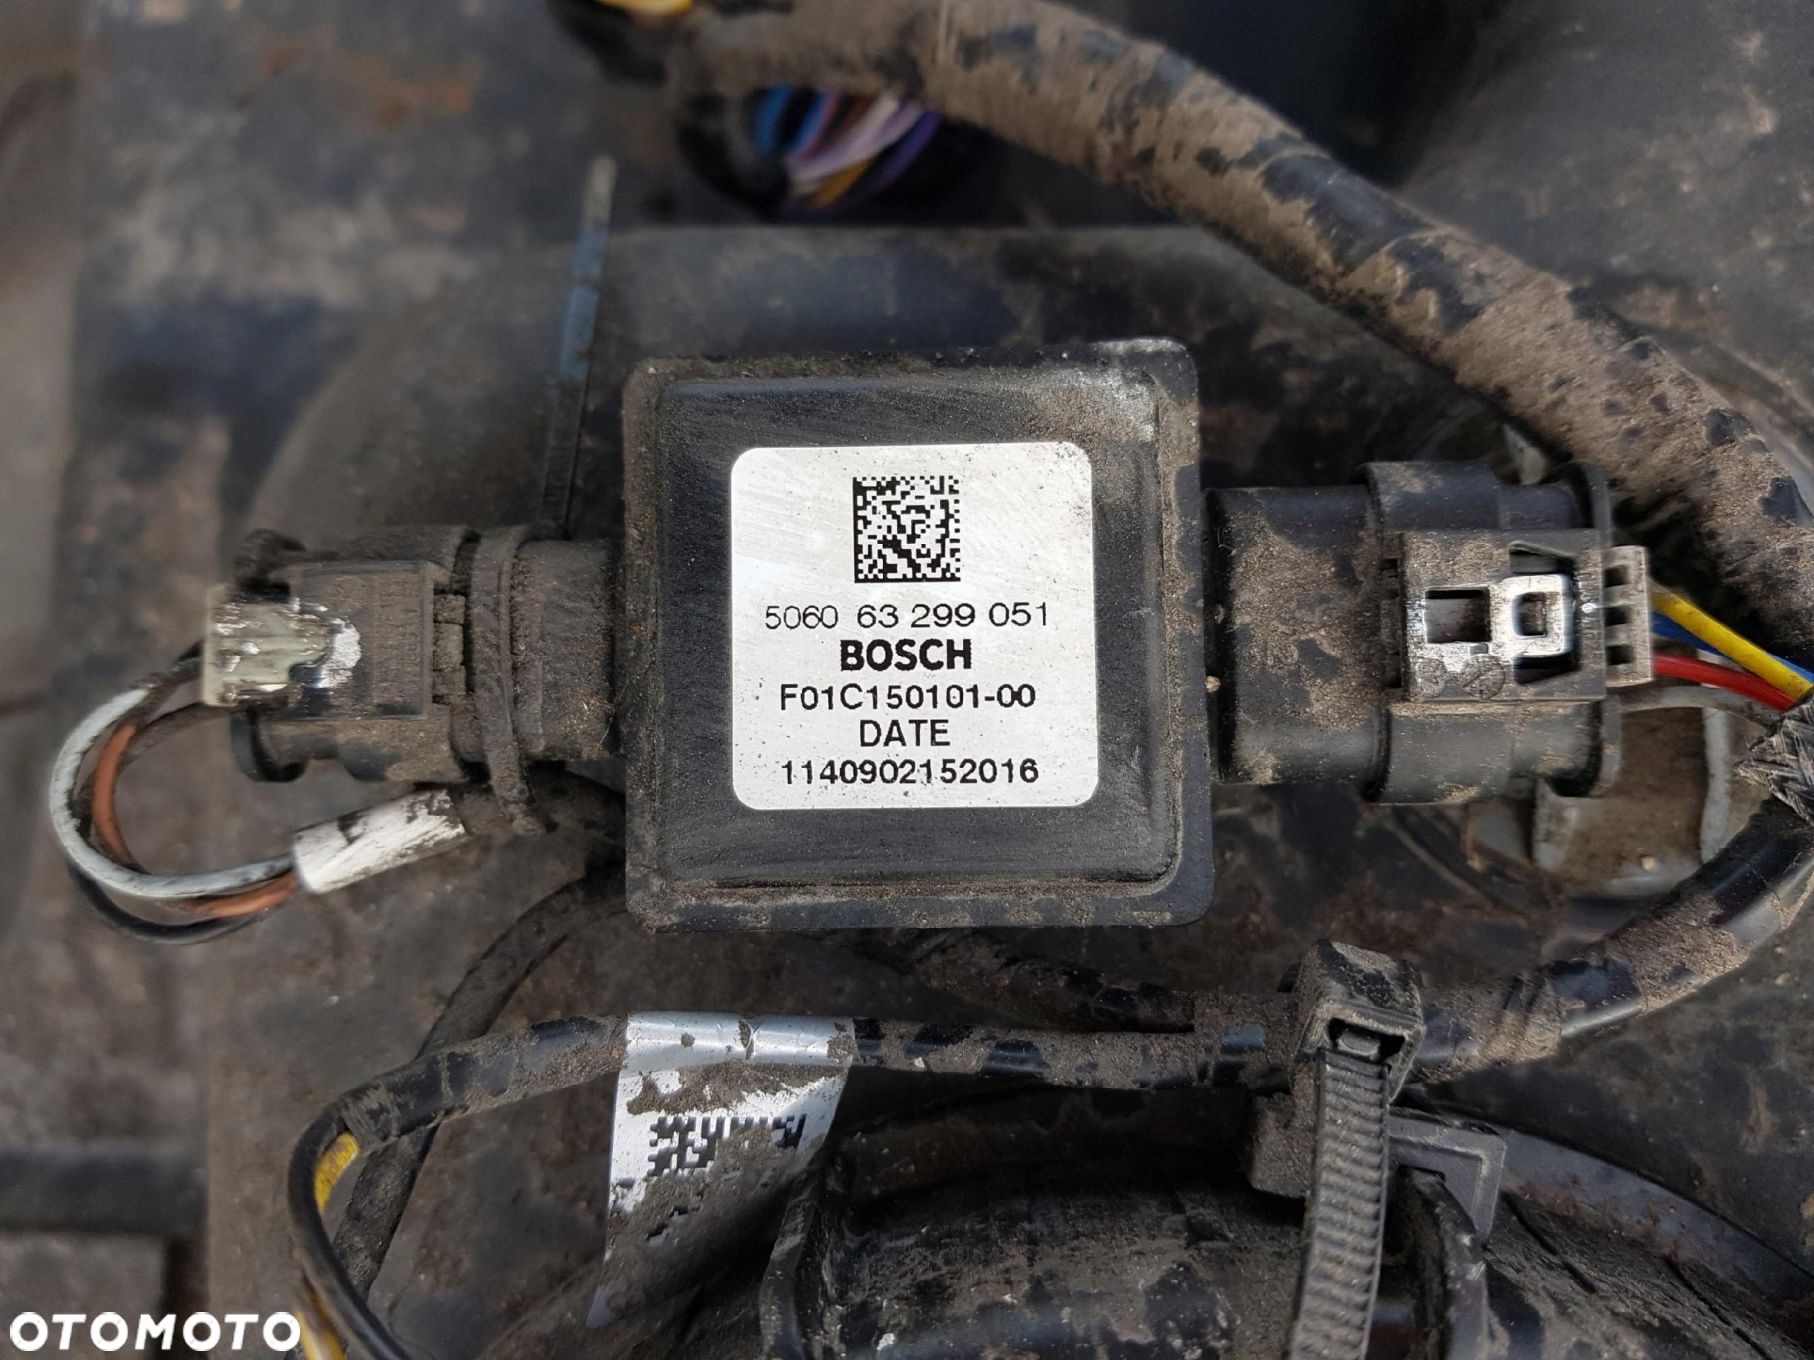 5060 63 299 051
BOSCH
F01C150101-00
DATE
1140902152016
OTOMOTO